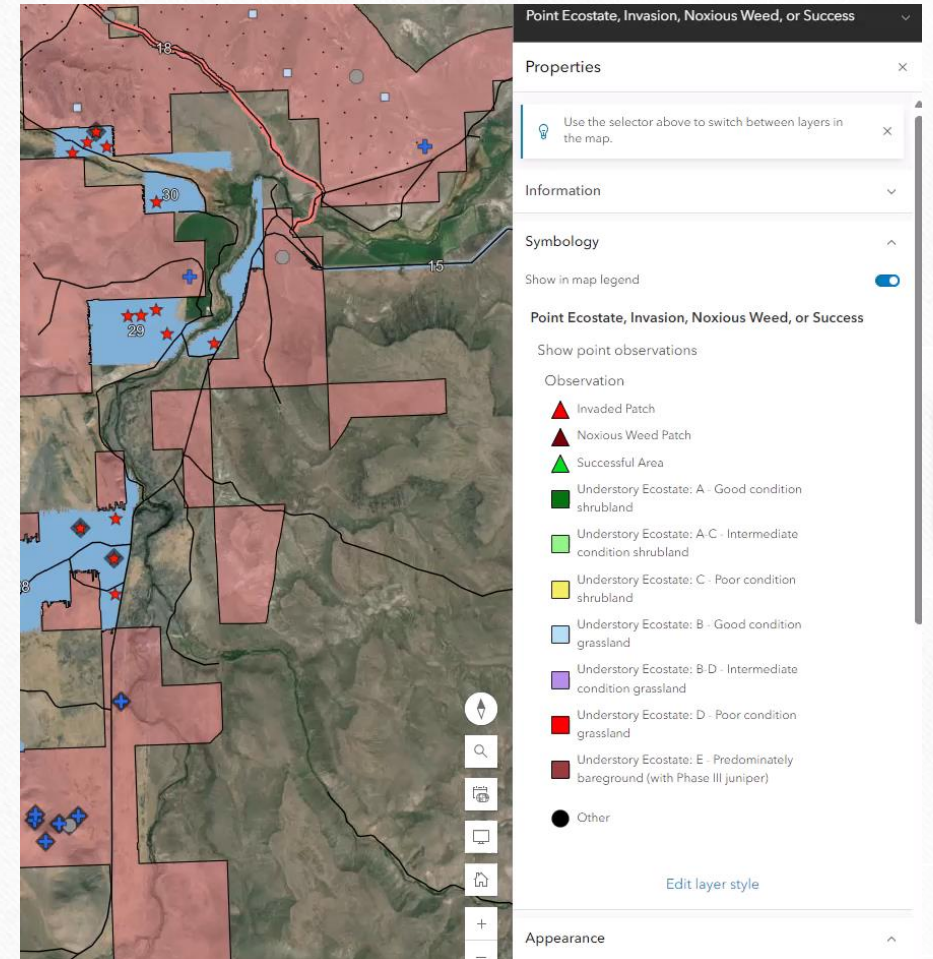 Point Ecostate, Invasion, Noxious Weed, or Success
Properties
Use the selector above to switch between layers in
the map.
Information
Symbology
Show in map legend
Point Ecostate, Invasion, Noxious Weed, or Success
Show point observations
Observation
Invaded Patch
Noxious Weed Patch
Successful Area
Understory Ecostate: A - Good condition
shrubland
Understory Ecostate: A-C - Intermediate
condition shrubland
Understory Ecostate: C - Poor condition
shrubland
Understory Ecostate: B - Good condition
grassland
Understory Ecostate: B-D - Intermediate
condition grassland
Understory Ecostate: D - Poor condition
grassland
Understory Ecostate: E - Predominately
bareground (with Phase III juniper)
Other
Edit layer style
Appearance
18
30
15
29
8